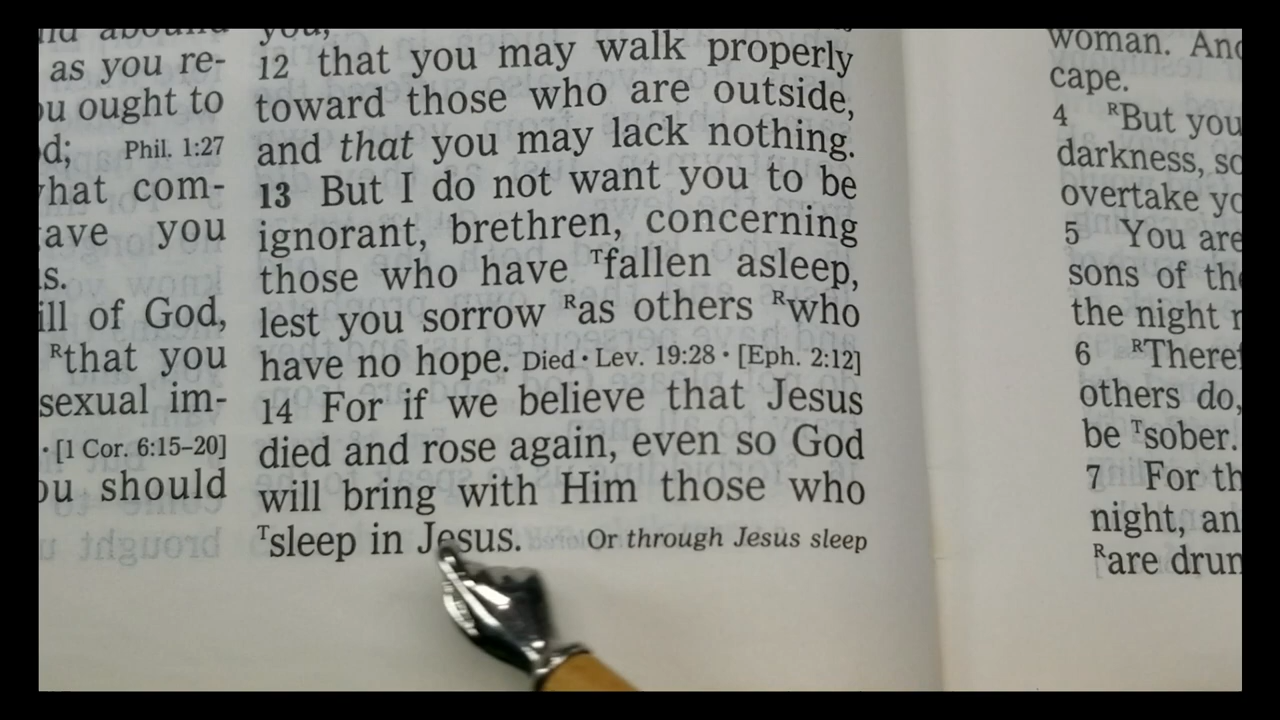 as you re-
ou ought to
d; Phil. 1:27
hat com-
ave you
s.
ill of God,
ᴿthat you
sexual im-
· [1 Cor. 6:15–20]
ou should
you,
12 that you may walk properly
toward those who are outside,
and that you may lack nothing.
13 But I do not want you to be
ignorant, brethren, concerning
those who have ᵀfallen asleep,
lest you sorrow ᴿas others ᴿwho
have no hope. Died · Lev. 19:28 · [Eph. 2:12]
14 For if we believe that Jesus
died and rose again, even so God
will bring with Him those who
ᵀsleep in Jesus. Or through Jesus sleep
woman. And
cape.
4 ᴿBut you
darkness, so
overtake yo
5 You are
sons of the
the night
6 ᴿTheref
others do,
be ᵀsober.
7 For th
night, an
ᴿare drun